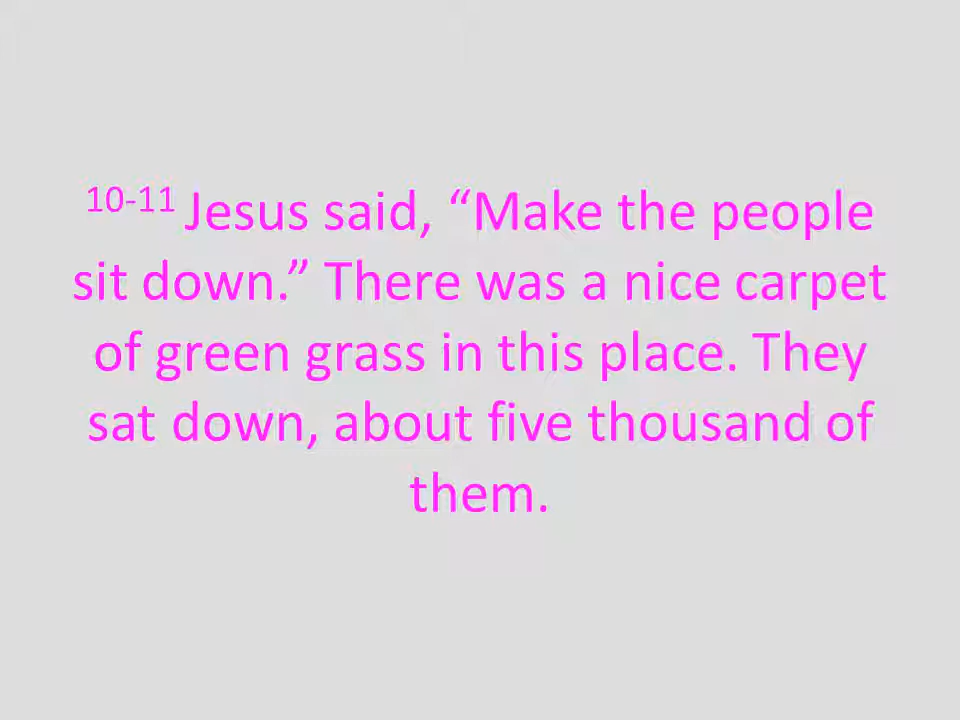 10-11 Jesus said, “Make the people
sit down.” There was a nice carpet
of green grass in this place. They
sat down, about five thousand of
them.